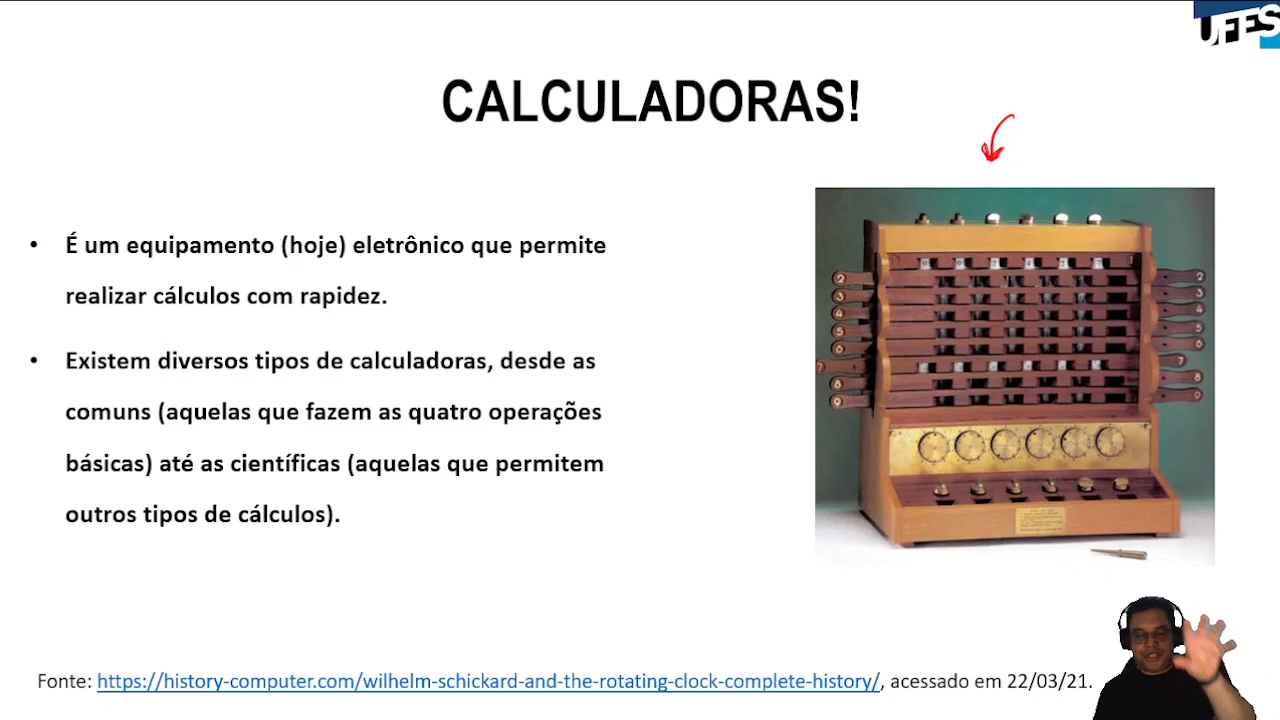 UFES
CALCULADORAS!
• É um equipamento (hoje) eletrônico que permite
realizar cálculos com rapidez.
• Existem diversos tipos de calculadoras, desde as
comuns (aquelas que fazem as quatro operações
básicas) até as científicas (aquelas que permitem
outros tipos de cálculos).
Fonte: https://history-computer.com/wilhelm-schickard-and-the-rotating-clock-complete-history/, acessado em 22/03/21.